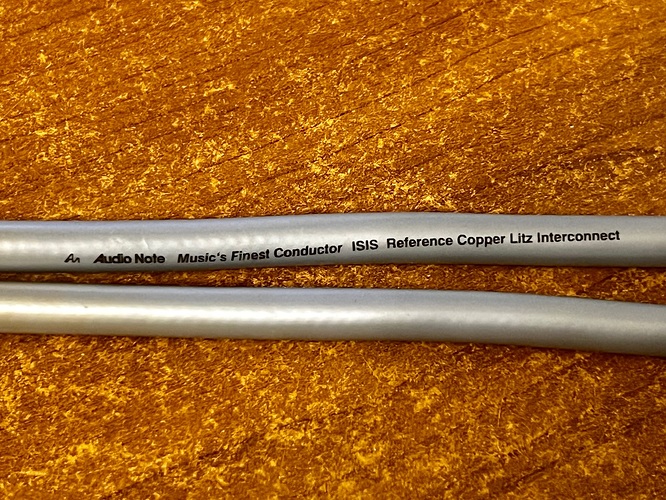 AN Audio Note Music's Finest Conductor ISIS Reference Copper Litz Interconnect